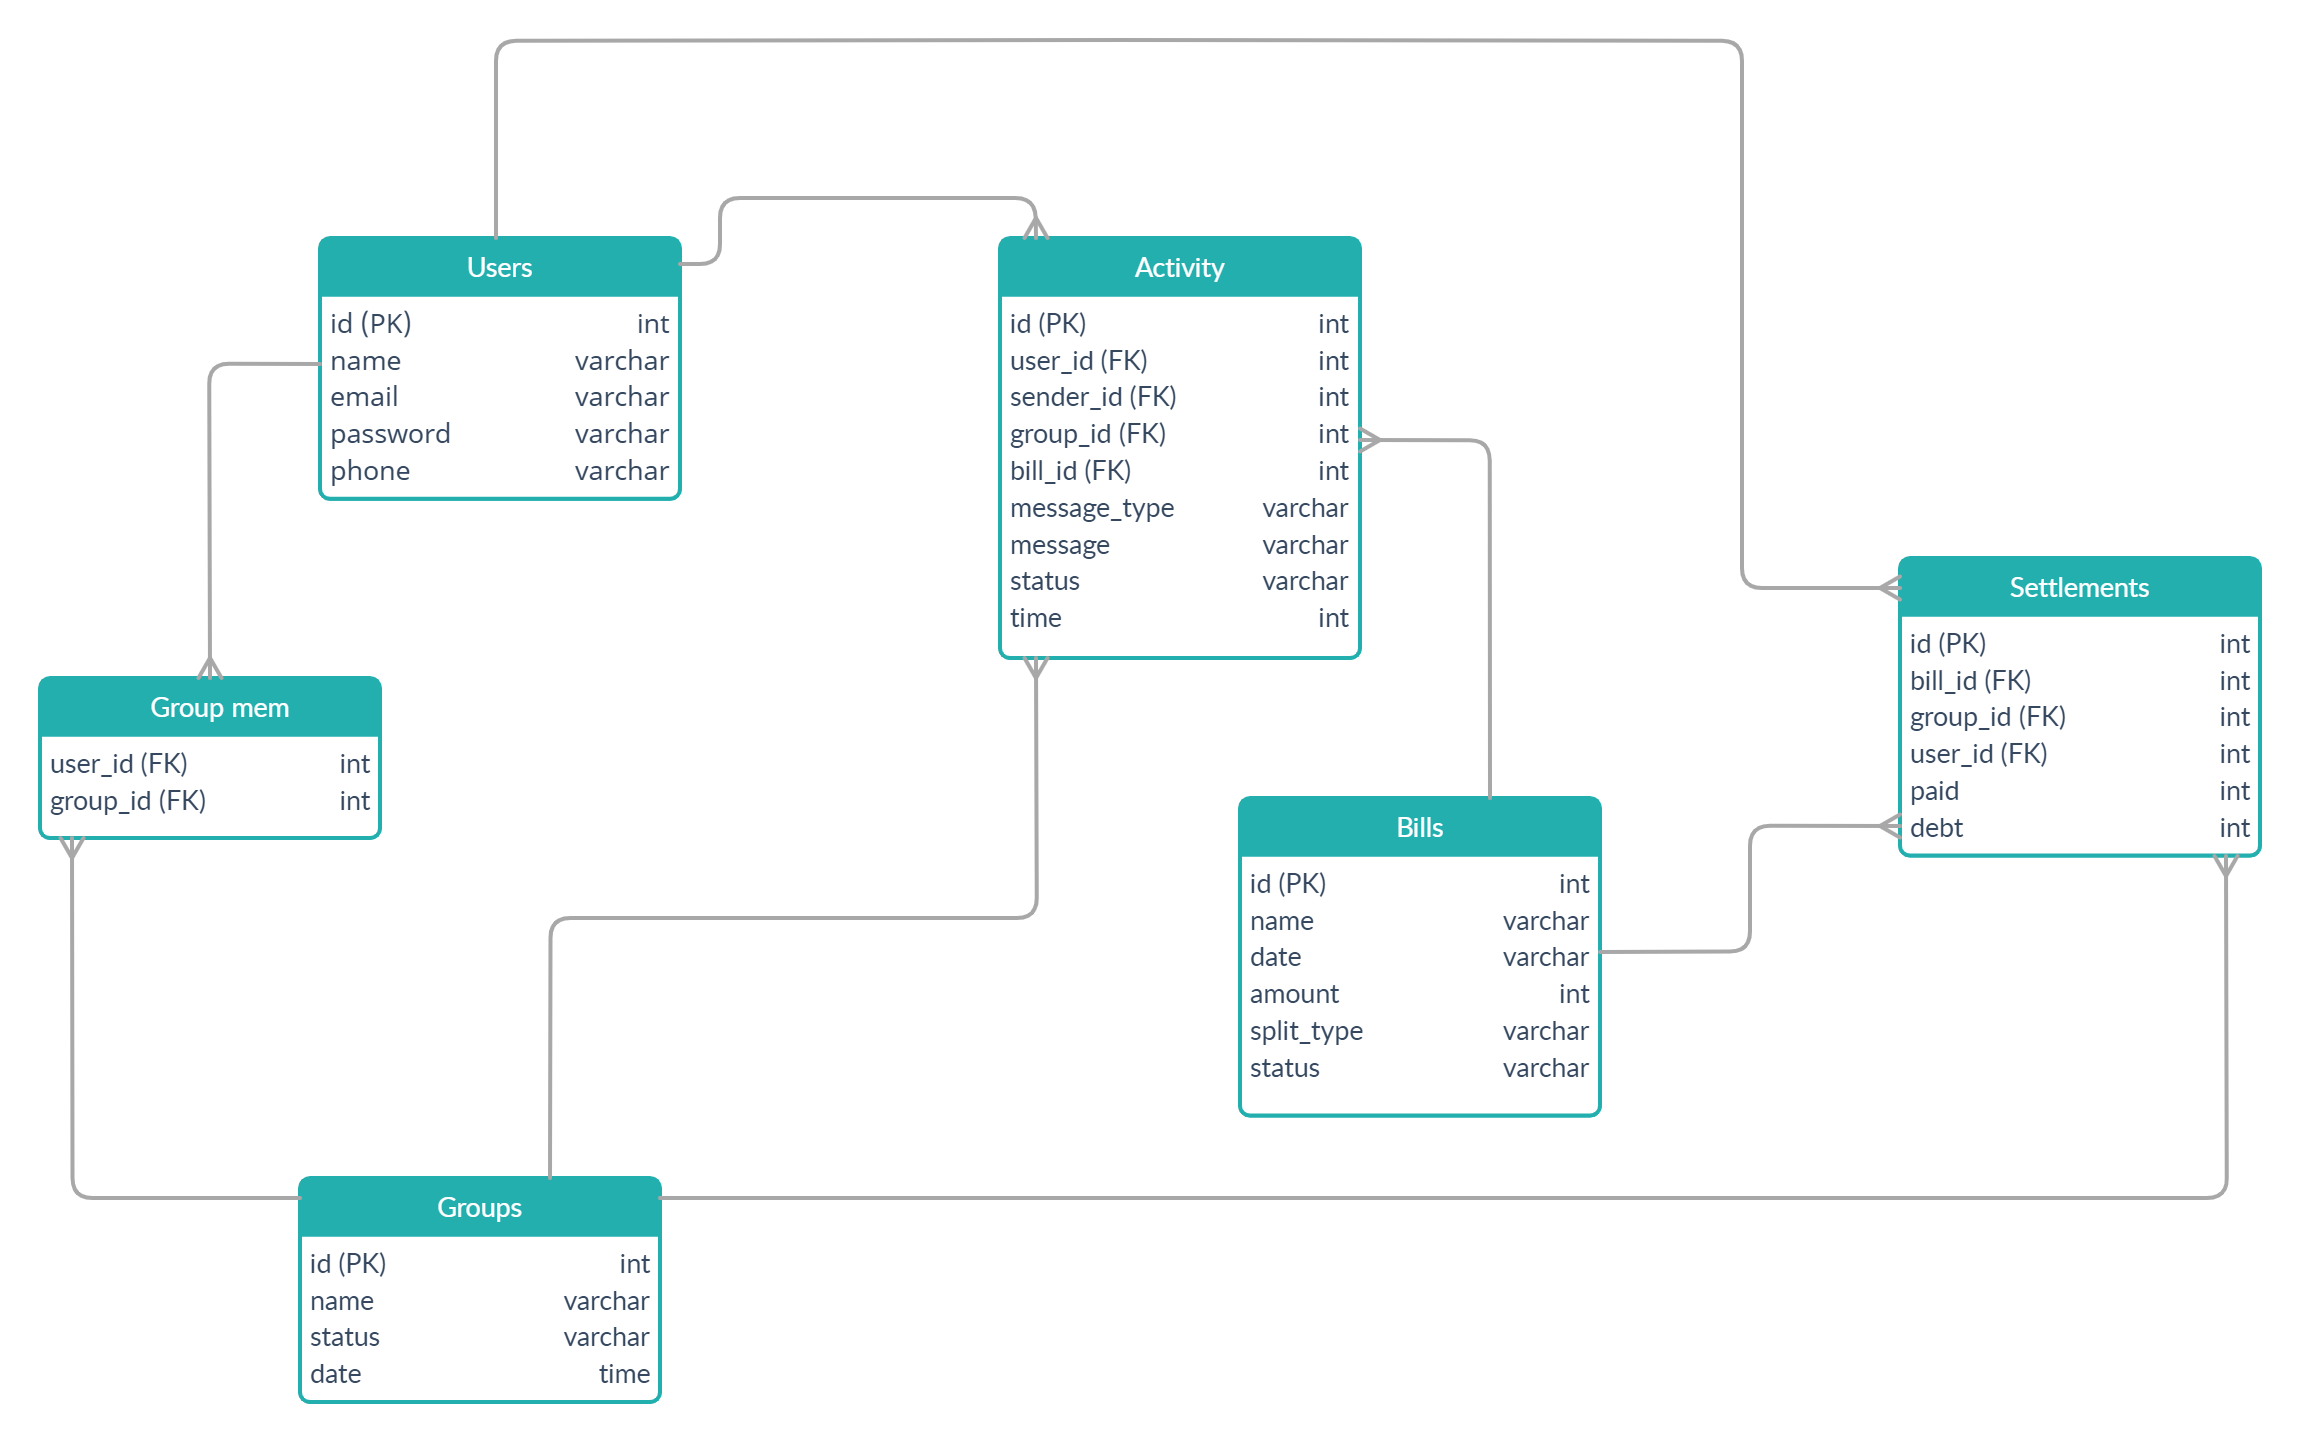 Users
id (PK) int
name varchar
email varchar
password varchar
phone varchar
Activity
id (PK) int
user_id (FK) int
sender_id (FK) int
group_id (FK) int
bill_id (FK) int
message_type varchar
message varchar
status varchar
time int
Settlements
id (PK) int
bill_id (FK) int
group_id (FK) int
user_id (FK) int
paid int
debt int
Group mem
user_id (FK) int
group_id (FK) int
Bills
id (PK) int
name varchar
date varchar
amount int
split_type varchar
status varchar
Groups
id (PK) int
name varchar
status varchar
date time